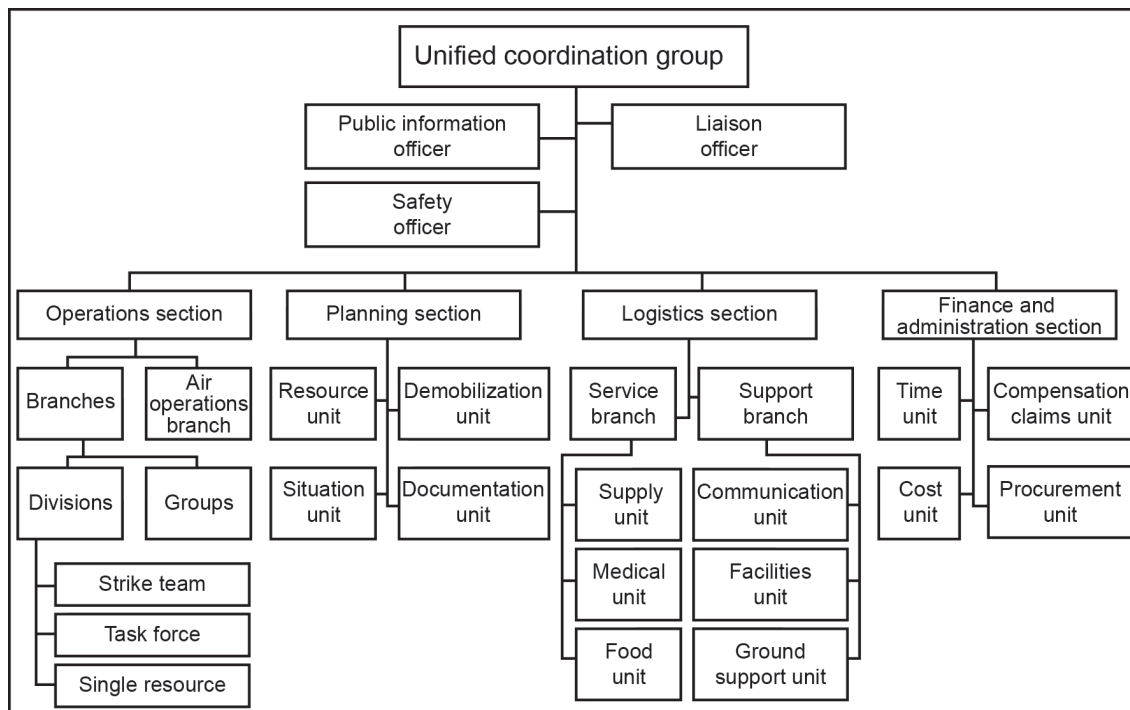 Unified coordination group
Public information
officer
Liaison
officer
Safety
officer
Operations section
Planning section
Logistics section
Finance and
administration section
Branches
Air
operations
branch
Resource
unit
Demobilization
unit
Service
branch
Support
branch
Time
unit
Compensation
claims unit
Divisions
Groups
Situation
unit
Documentation
unit
Supply
unit
Communication
unit
Cost
unit
Procurement
unit
Strike team
Task force
Single resource
Medical
unit
Facilities
unit
Food
unit
Ground
support unit